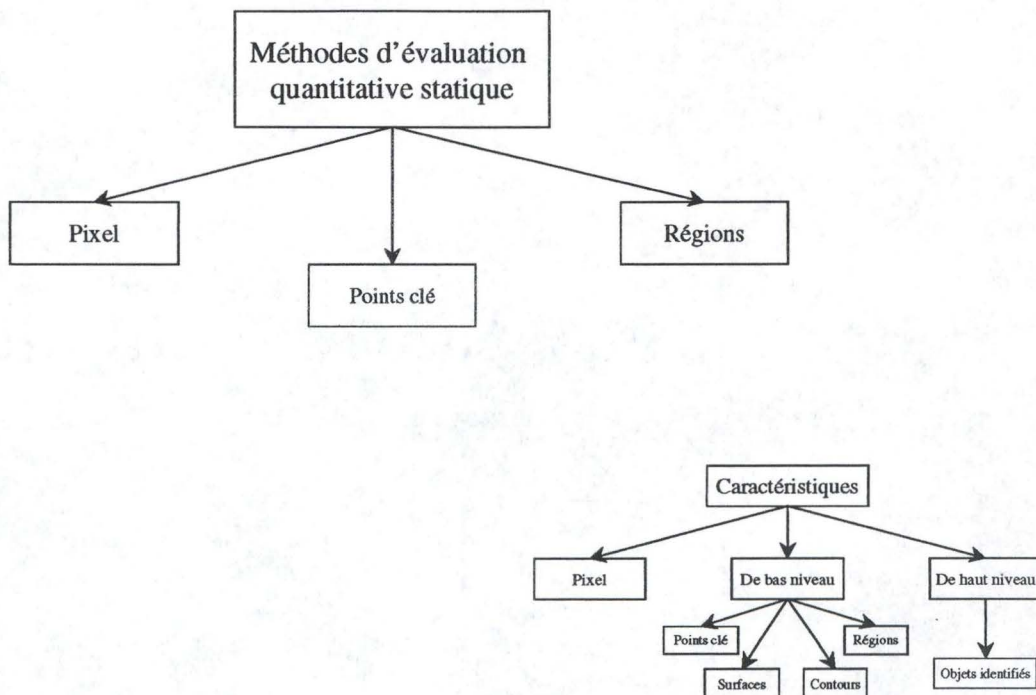 Méthodes d'évaluation
quantitative statique
Pixel
Régions
Points clé
Caractéristiques
Pixel
De bas niveau
De haut niveau
Points clé
Régions
Surfaces
Contours
Objets identifiés